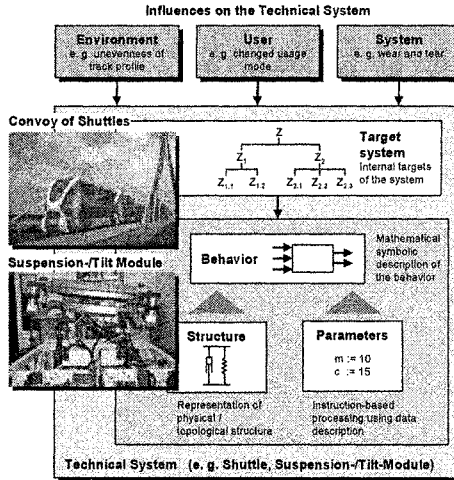 Influences on the Technical System
Environment
e. g. unevenness of
track profile
User
e. g. changed usage
mode
System
e. g. wear and tear
Convoy of Shuttles
Z
Z1 Z2
Z1.1 Z1.2 Z2.1 Z2.2 Z2.3
Target
system
Internal targets
of the system
Suspension-/Tilt Module
Behavior
Mathematical
symbolic
description of
the behavior
Structure
Parameters
m := 10
c := 15
Representation of
physical /
topological structure
Instruction-based
processing using data
description
Technical System (e. g. Shuttle, Suspension-/Tilt-Module)